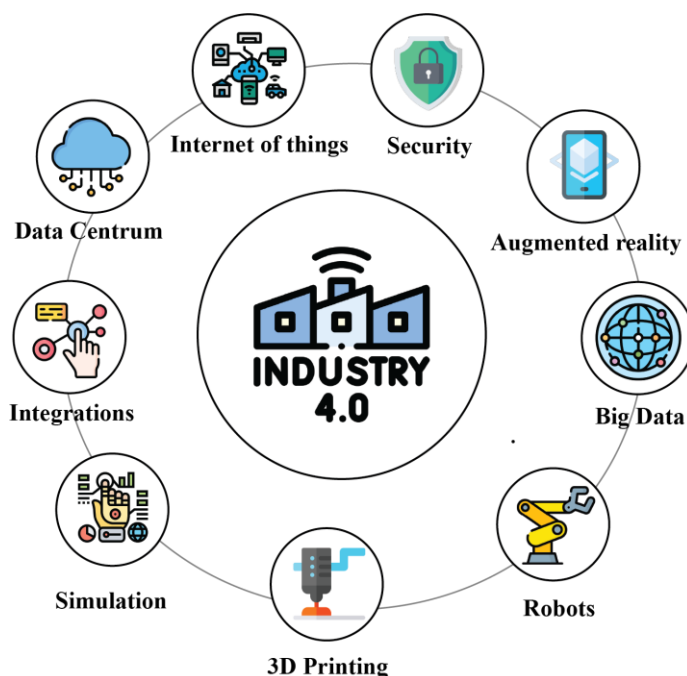 Internet of things
Security
Data Centrum
Augmented reality
INDUSTRY
4.0
Integrations
Big Data
Simulation
Robots
3D Printing